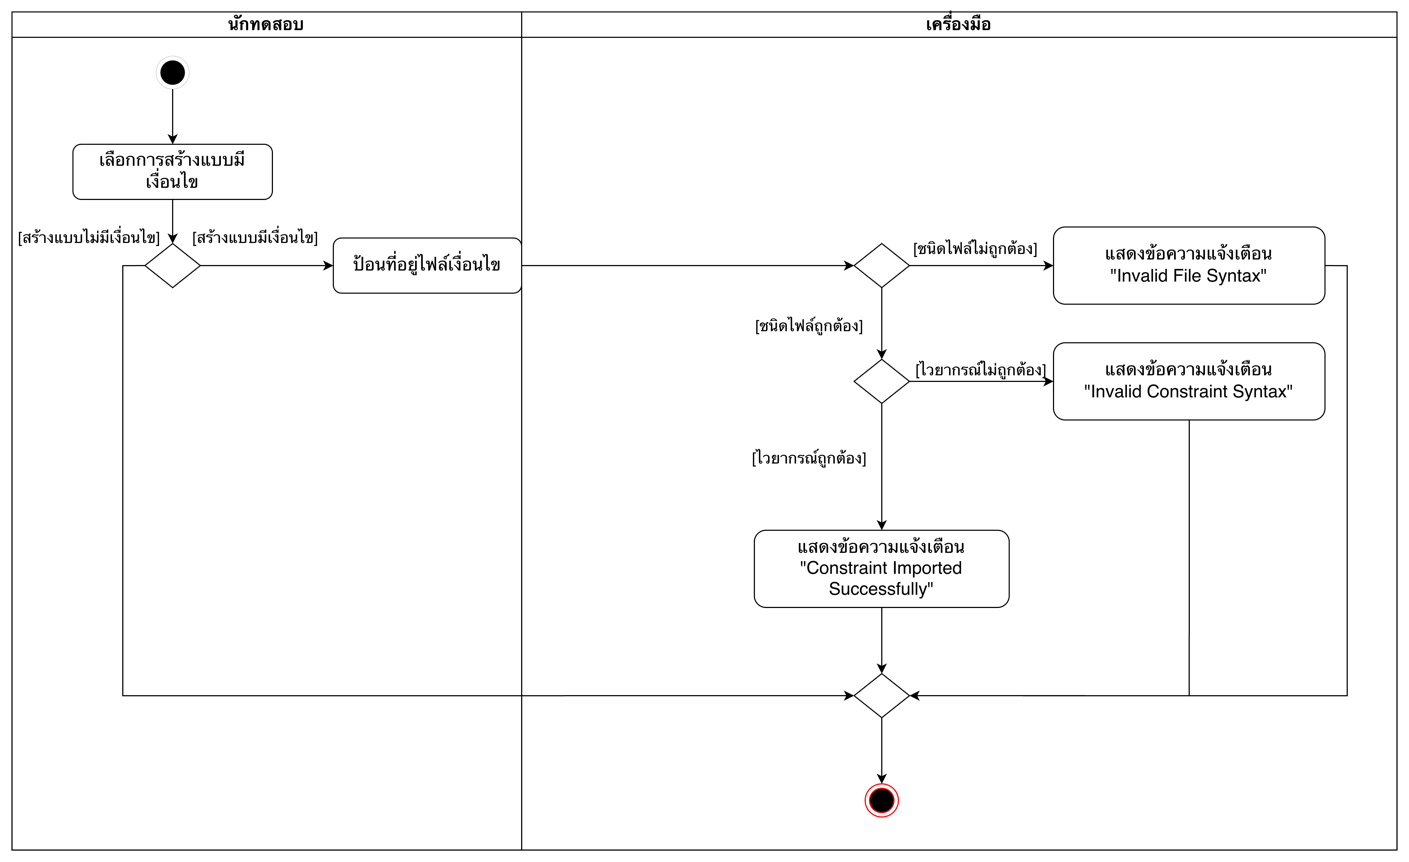 นักทดสอบ
เครื่องมือ
เลือกการสร้างแบบมี
เงื่อนไข
[สร้างแบบไม่มีเงื่อนไข]
[สร้างแบบมีเงื่อนไข]
ป้อนที่อยู่ไฟล์เงื่อนไข
[ชนิดไฟล์ไม่ถูกต้อง]
แสดงข้อความแจ้งเตือน
"Invalid File Syntax"
[ชนิดไฟล์ถูกต้อง]
[ไวยากรณ์ไม่ถูกต้อง]
แสดงข้อความแจ้งเตือน
"Invalid Constraint Syntax"
[ไวยากรณ์ถูกต้อง]
แสดงข้อความแจ้งเตือน
"Constraint Imported
Successfully"